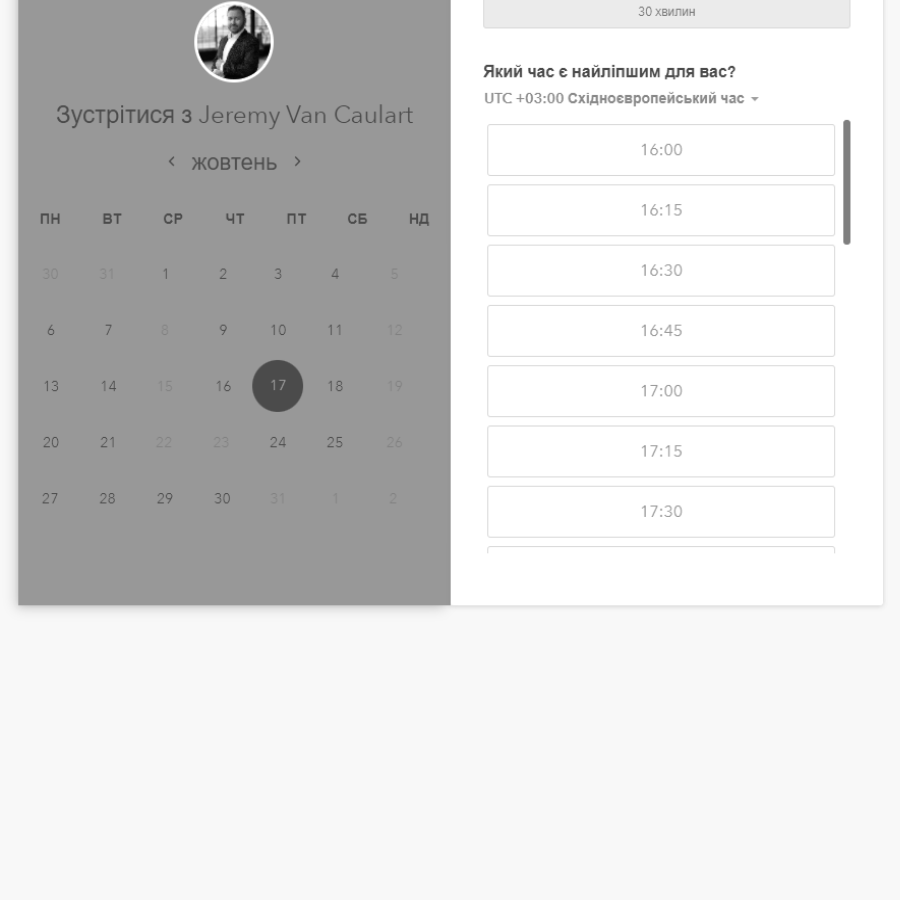 Зустрітися з Jeremy Van Caulart
жовтень
ПН ВТ СР ЧТ ПТ СБ НД
30 31 1 2 3 4 5
6 7 8 9 10 11 12
13 14 15 16 17 18 19
20 21 22 23 24 25 26
27 28 29 30 31 1 2
30 хвилин
Який час є найліпшим для вас?
UTC +03:00 Східноєвропейський час
16:00
16:15
16:30
16:45
17:00
17:15
17:30